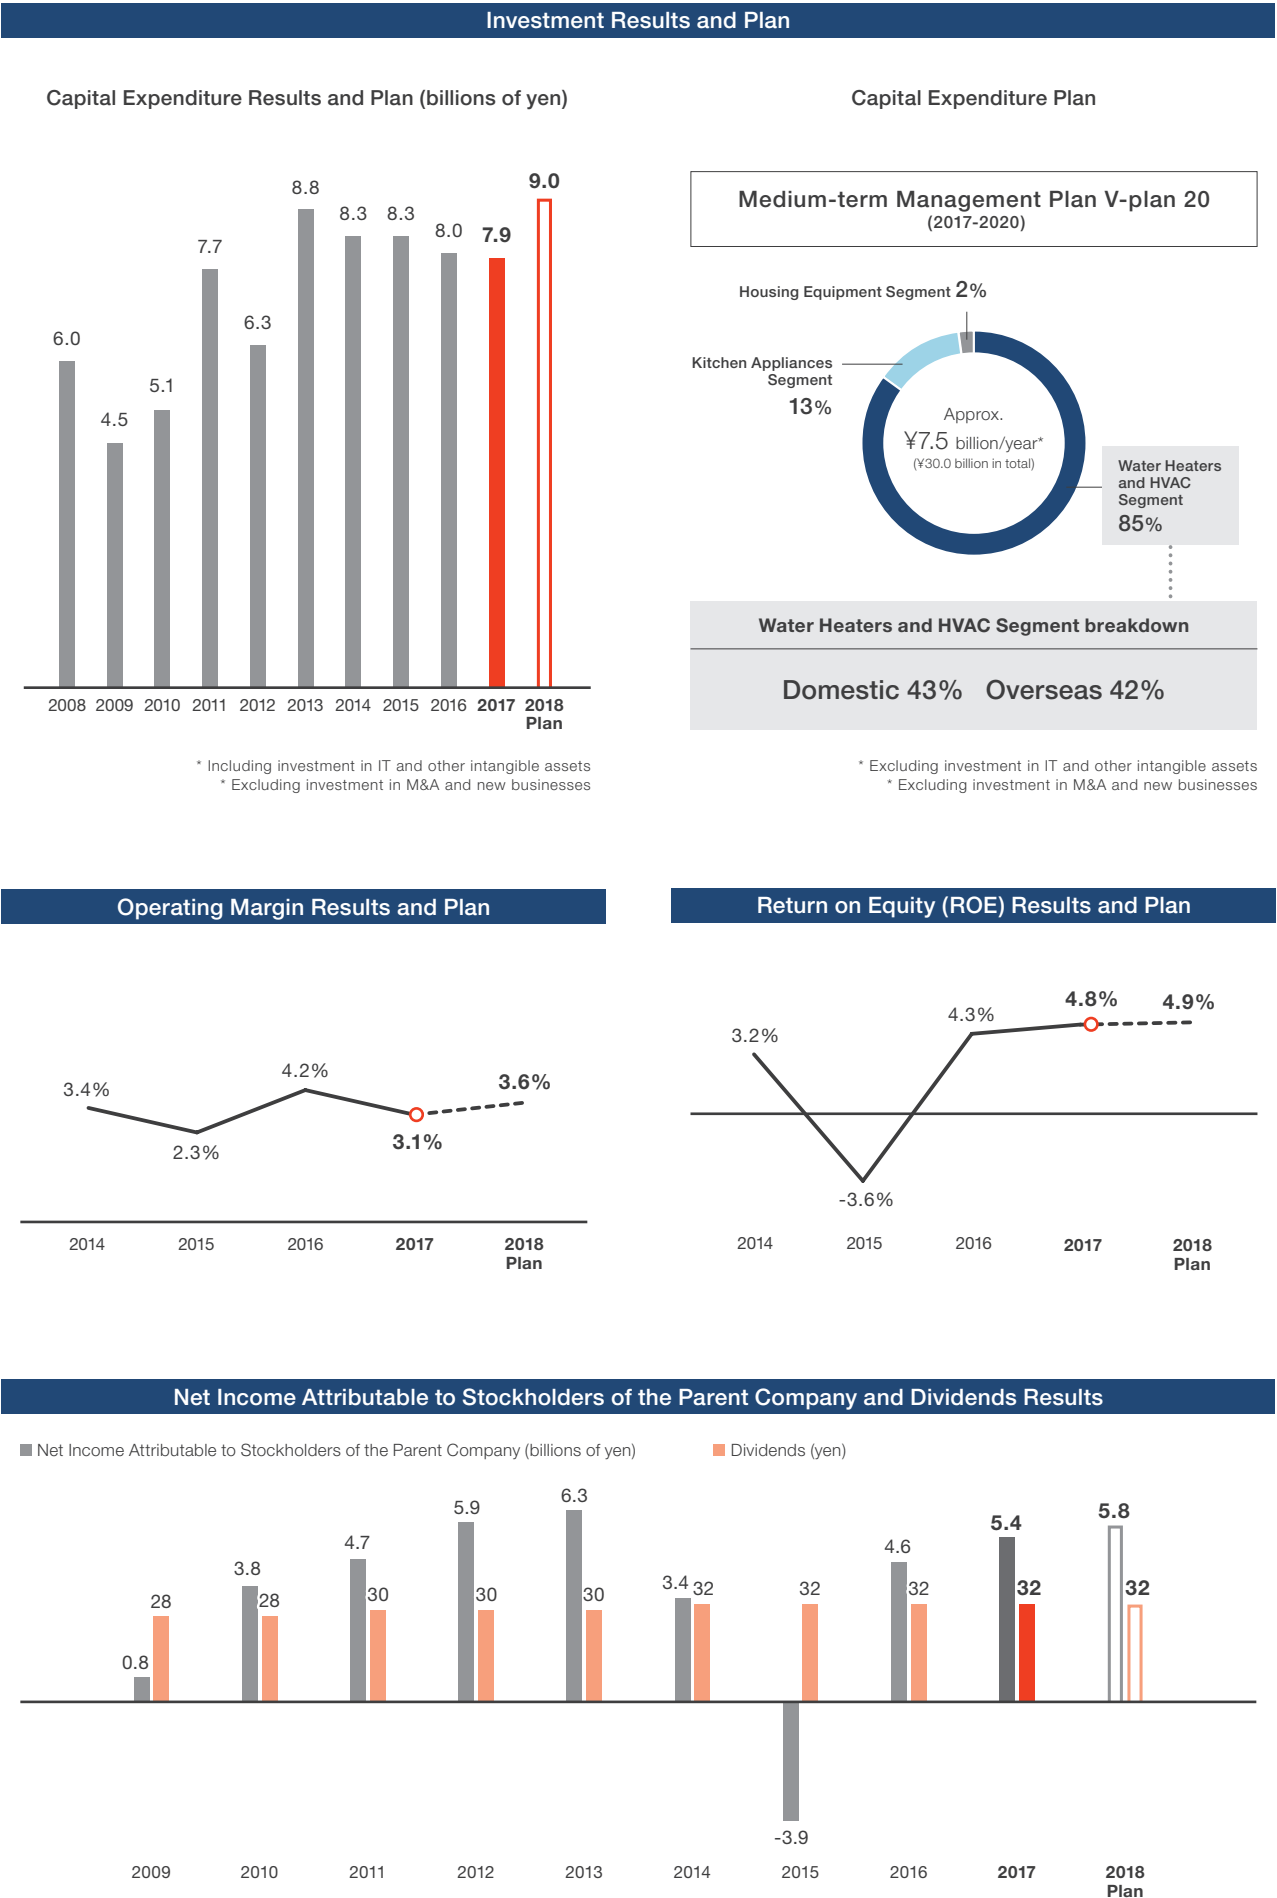 Investment Results and Plan
Capital Expenditure Results and Plan (billions of yen)
6.0
4.5
5.1
7.7
6.3
8.8
8.3
8.3
8.0
7.9
9.0
2008 2009 2010 2011 2012 2013 2014 2015 2016 2017 2018
Plan
* Including investment in IT and other intangible assets
* Excluding investment in M&A and new businesses
Capital Expenditure Plan
Medium-term Management Plan V-plan 20
(2017-2020)
Housing Equipment Segment 2%
Kitchen Appliances
Segment
13%
Approx.
¥7.5 billion/year*
(¥30.0 billion in total)
Water Heaters
and HVAC
Segment
85%
Water Heaters and HVAC Segment breakdown
Domestic 43% Overseas 42%
* Excluding investment in IT and other intangible assets
* Excluding investment in M&A and new businesses
Operating Margin Results and Plan
3.4%
2.3%
4.2%
3.1%
3.6%
2014 2015 2016 2017 2018
Plan
Return on Equity (ROE) Results and Plan
3.2%
-3.6%
4.3%
4.8%
4.9%
2014 2015 2016 2017 2018
Plan
Net Income Attributable to Stockholders of the Parent Company and Dividends Results
Net Income Attributable to Stockholders of the Parent Company (billions of yen)
Dividends (yen)
0.8
28
3.8
28
4.7
30
5.9
30
6.3
30
3.4
32
-3.9
32
4.6
32
5.4
32
5.8
32
2009 2010 2011 2012 2013 2014 2015 2016 2017 2018
Plan